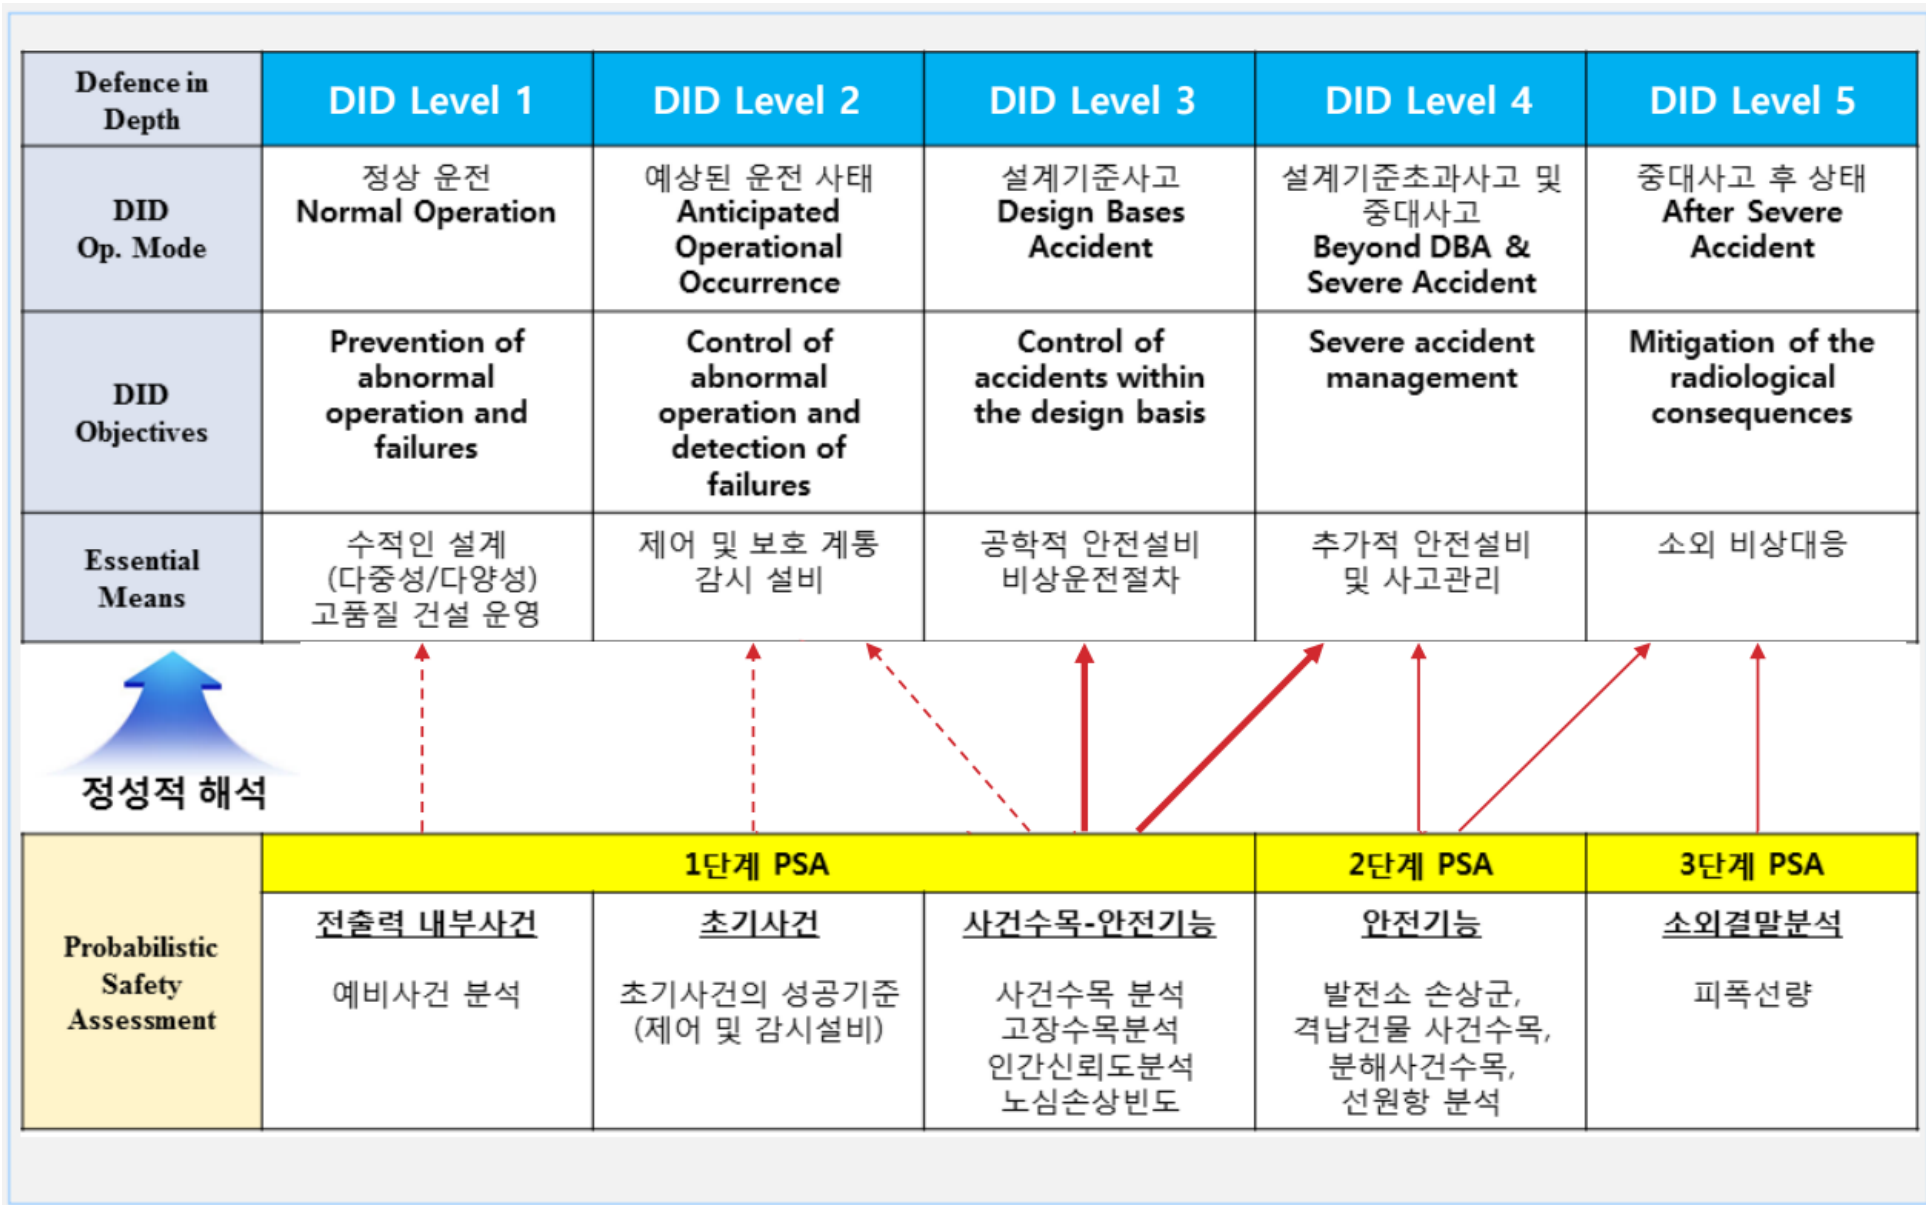 Defence in
Depth
DID Level 1
DID Level 2
DID Level 3
DID Level 4
DID Level 5
DID
Op. Mode
정상 운전
Normal Operation
예상된 운전 사태
Anticipated
Operational
Occurrence
설계기준사고
Design Bases
Accident
설계기준초과사고 및
중대사고
Beyond DBA &
Severe Accident
중대사고 후 상태
After Severe
Accident
DID
Objectives
Prevention of
abnormal
operation and
failures
Control of
abnormal
operation and
detection of
failures
Control of
accidents within
the design basis
Severe accident
management
Mitigation of the
radiological
consequences
Essential
Means
수적인 설계
(다중성/다양성)
고품질 건설 운영
제어 및 보호 계통
감시 설비
공학적 안전설비
비상운전절차
추가적 안전설비
및 사고관리
소외 비상대응
정성적 해석
Probabilistic
Safety
Assessment
1단계 PSA
2단계 PSA
3단계 PSA
전출력 내부사건
예비사건 분석
초기사건
초기사건의 성공기준
(제어 및 감시설비)
사건수목-안전기능
사건수목 분석
고장수목분석
인간신뢰도분석
노심손상빈도
안전기능
발전소 손상군,
격납건물 사건수목,
분해사건수목,
선원항 분석
소외결말분석
피폭선량